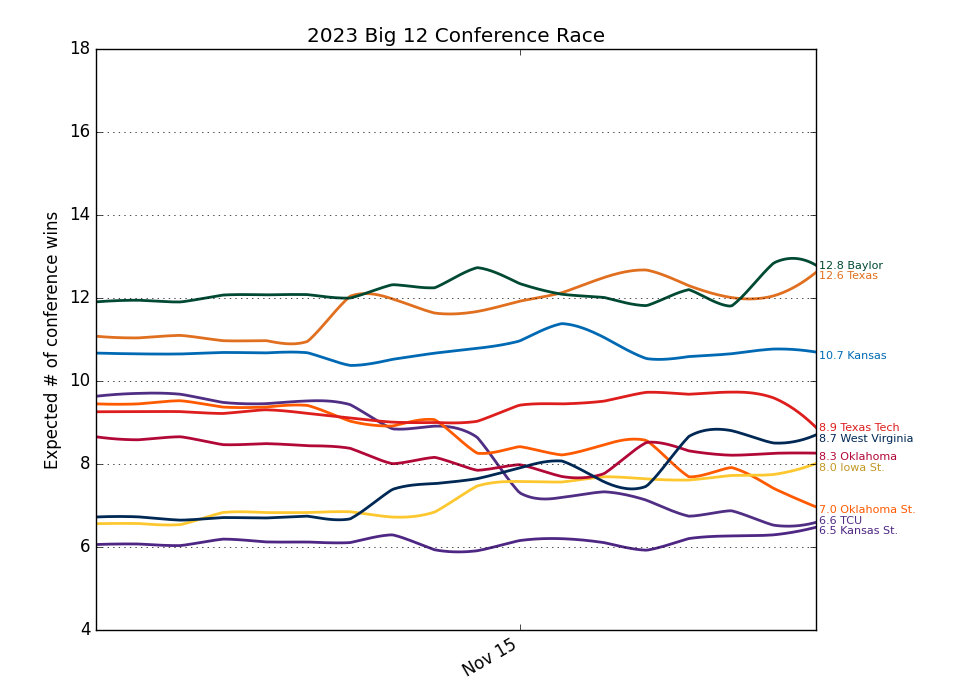 2023 Big 12 Conference Race
Expected # of conference wins
18
16
14
12
10
8
6
4
Nov 15
12.8 Baylor
12.6 Texas
10.7 Kansas
8.9 Texas Tech
8.7 West Virginia
8.3 Oklahoma
8.0 Iowa St.
7.0 Oklahoma St.
6.6 TCU
6.5 Kansas St.